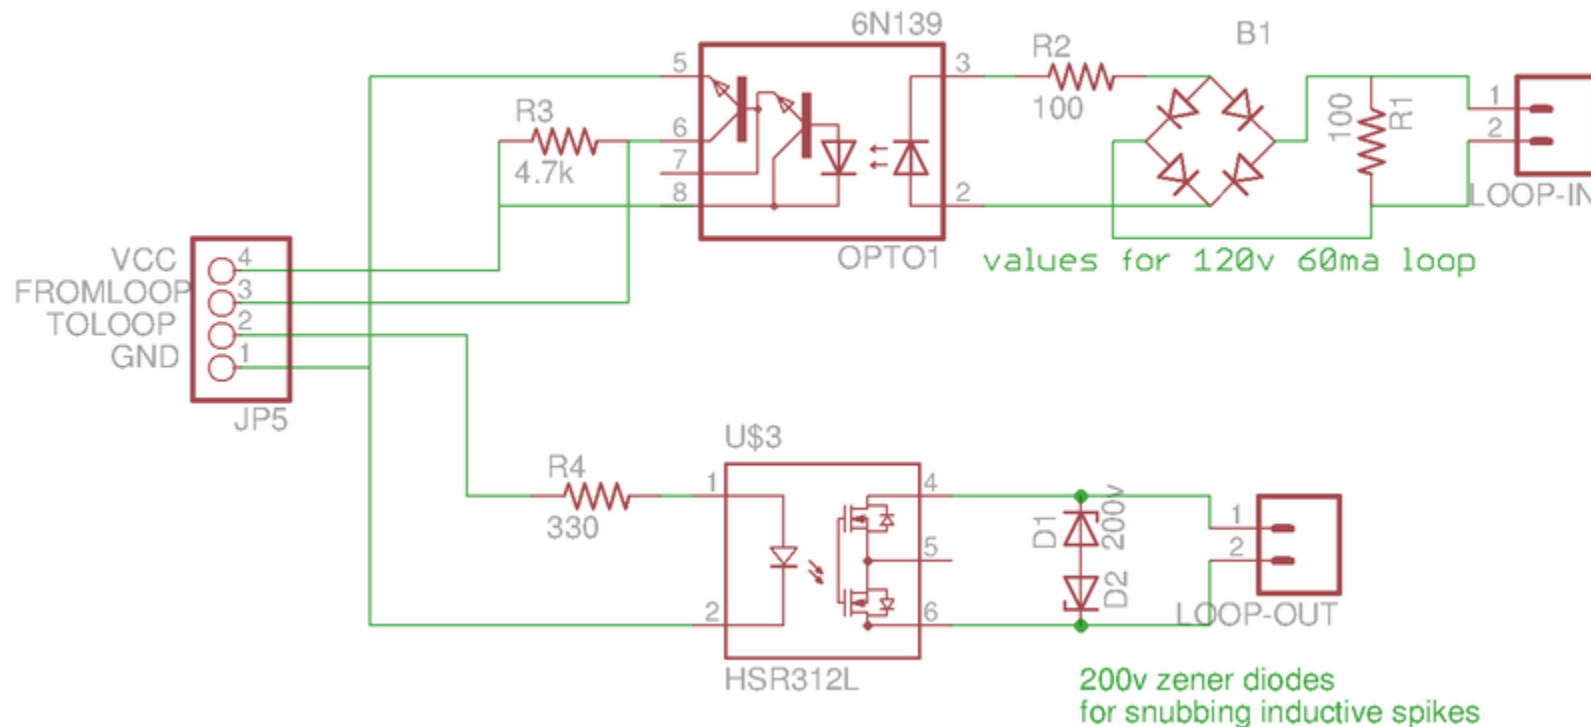 6N139
B1
R2
100
5
3
1
R3
4.7k
6
100
R1
2
7
8
2
LOOP-IN
OPTO1
values for 120v 60ma loop
VCC
4
FROMLOOP
3
TOLOOP
2
GND
1
JP5
U$3
R4
330
1
4
D1
200v
1
5
2
D2
2
6
LOOP-OUT
HSR312L
200v zener diodes
for snubbing inductive spikes